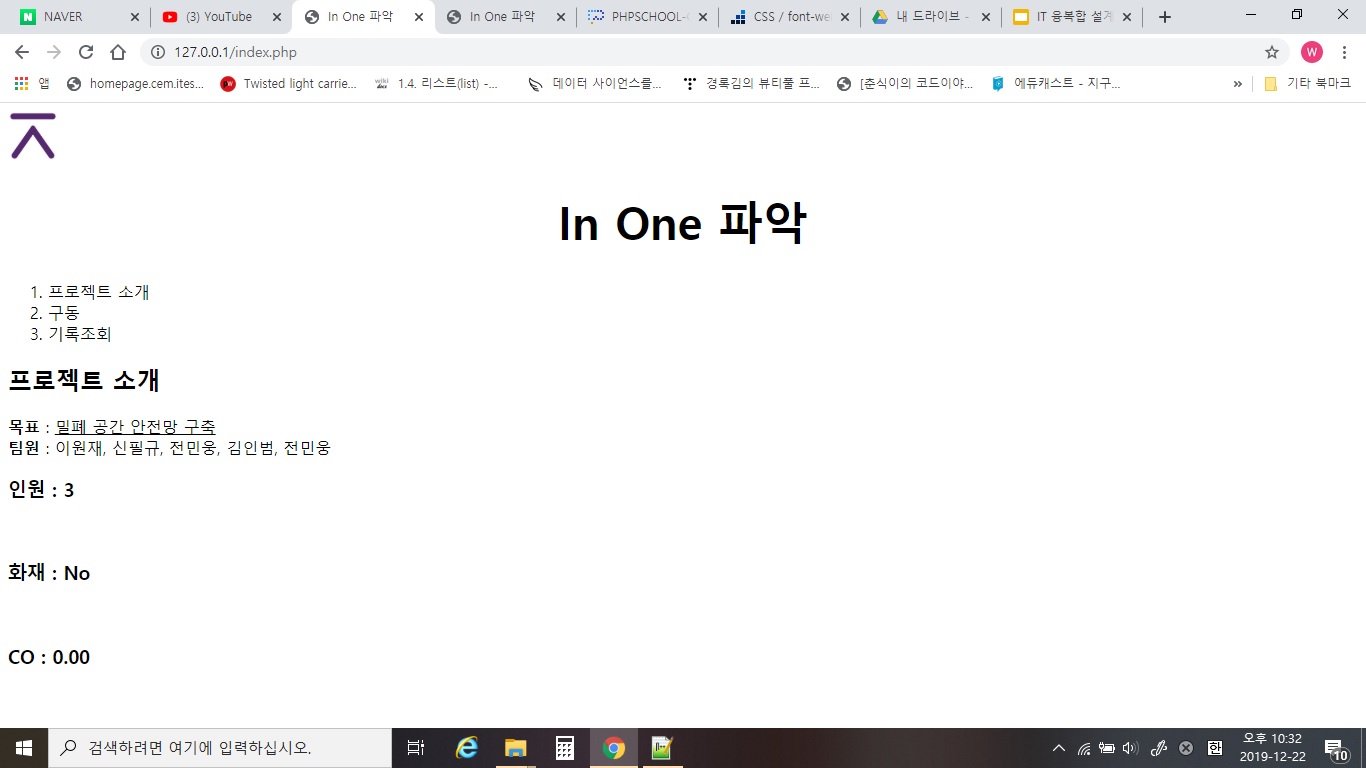 NAVER
(3) YouTube
In One 파악
In One 파악
PHPSCHOOL-
CSS / font-we
내 드라이브 -
IT 융복합 설계
127.0.0.1/index.php
W
앱
homepage.cem.ites...
Twisted light carrie...
wiki
1.4. 리스트(list) -...
데이터 사이언스를...
경록김의 뷰티풀 프...
[춘식이의 코드이야...
에듀캐스트 - 지구...
»
기타 북마크
In One 파악
1. 프로젝트 소개
2. 구동
3. 기록조회
프로젝트 소개
목표 : 밀폐 공간 안전망 구축
팀원 : 이원재, 신필규, 전민웅, 김인범, 전민웅
인원 : 3
화재 : No
CO : 0.00
검색하려면 여기에 입력하십시오.
한
오후 10:32
2019-12-22
10